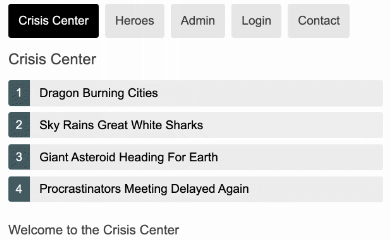 Crisis Center Heroes Admin Login Contact
Crisis Center
1 Dragon Burning Cities
2 Sky Rains Great White Sharks
3 Giant Asteroid Heading For Earth
4 Procrastinators Meeting Delayed Again
Welcome to the Crisis Center